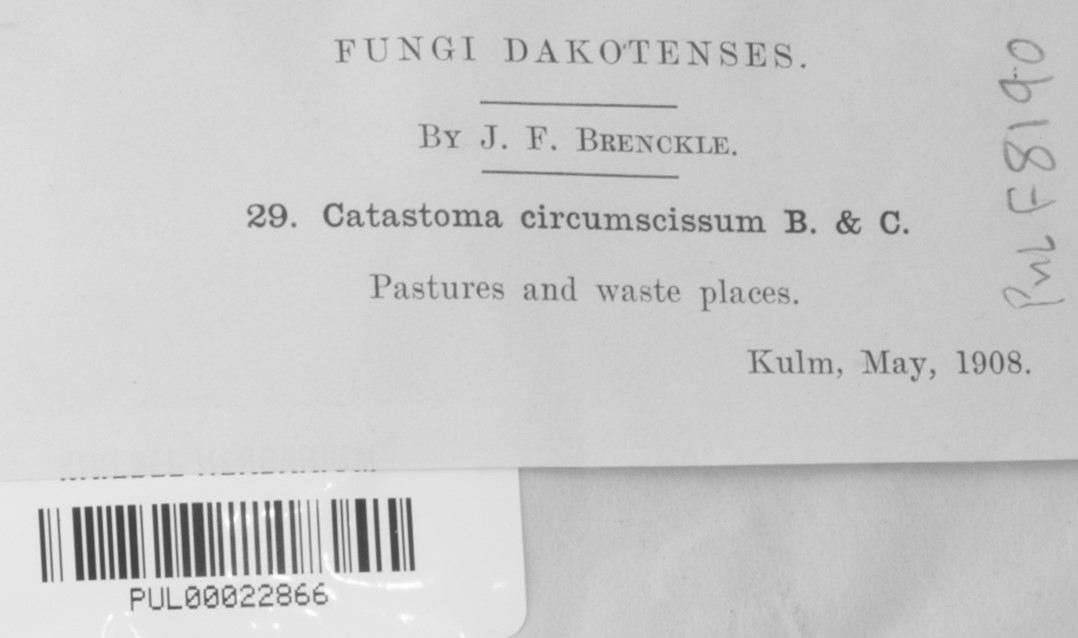 FUNGI DAKOTENSES.
BY J. F. BRENCKLE.
29. Catastoma circumscissum B. & C.
Pastures and waste places.
Kulm, May, 1908.
PUL F8190
PUL00022866